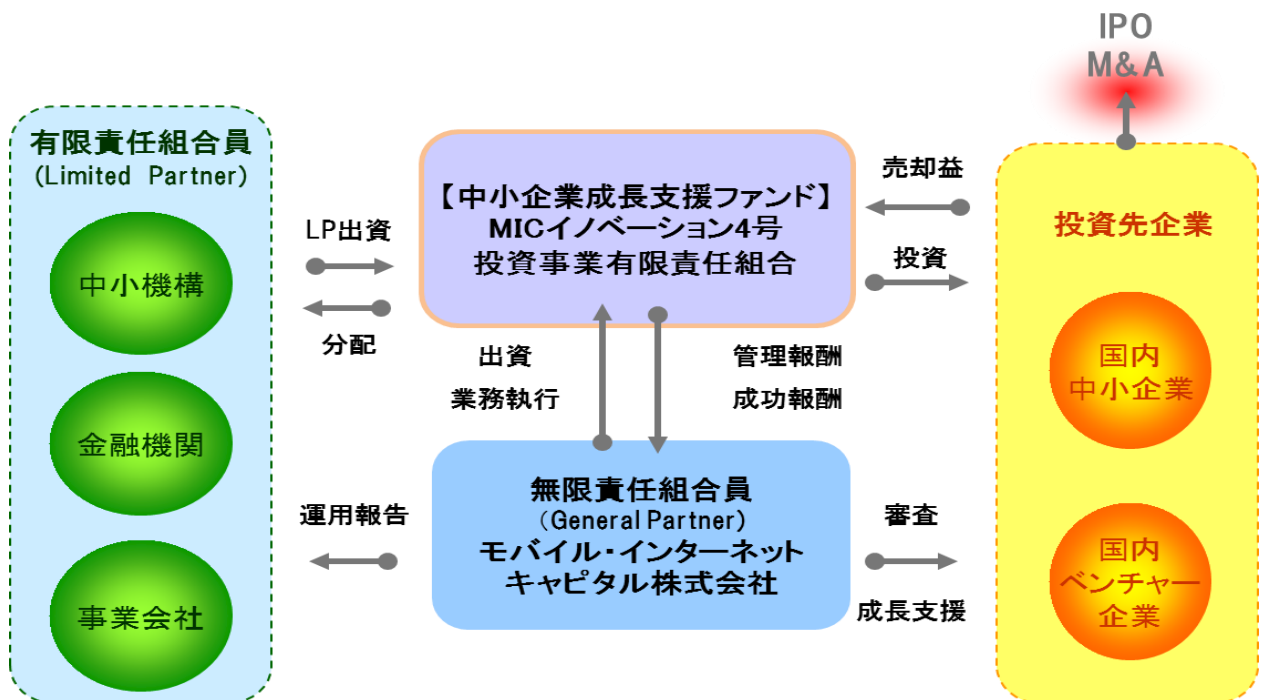 IPO
M&A
有限責任組合員
(Limited Partner)
中小機構
金融機関
事業会社
LP出資
分配
運用報告
【中小企業成長支援ファンド】
MICイノベーション4号
投資事業有限責任組合
出資
業務執行
管理報酬
成功報酬
無限責任組合員
(General Partner)
モバイル・インターネット
キャピタル株式会社
売却益
投資
審査
成長支援
投資先企業
国内
中小企業
国内
ベンチャー
企業